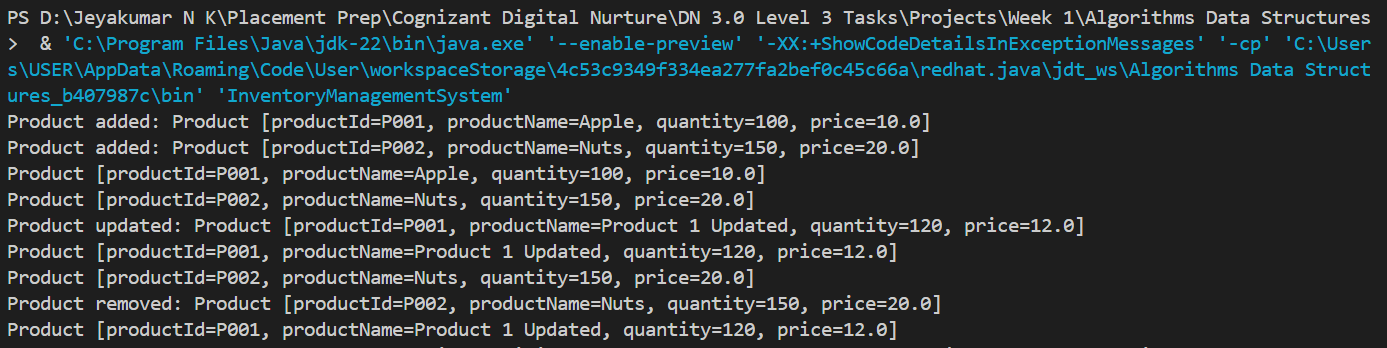 PS D:\Jeyakumar N K\Placement Prep\Cognizant Digital Nurture\DN 3.0 Level 3 Tasks\Projects\Week 1\Algorithms Data Structures
>  & 'C:\Program Files\Java\jdk-22\bin\java.exe' '--enable-preview' '-XX:+ShowCodeDetailsInExceptionMessages' '-cp' 'C:\User
s\USER\AppData\Roaming\Code\User\workspaceStorage\4c53c9349f334ea277fa2bef0c45c66a\redhat.java\jdt_ws\Algorithms Data Struct
ures_b407987c\bin' 'InventoryManagementSystem'
Product added: Product [productId=P001, productName=Apple, quantity=100, price=10.0]
Product added: Product [productId=P002, productName=Nuts, quantity=150, price=20.0]
Product [productId=P001, productName=Apple, quantity=100, price=10.0]
Product [productId=P002, productName=Nuts, quantity=150, price=20.0]
Product updated: Product [productId=P001, productName=Product 1 Updated, quantity=120, price=12.0]
Product [productId=P001, productName=Product 1 Updated, quantity=120, price=12.0]
Product [productId=P002, productName=Nuts, quantity=150, price=20.0]
Product removed: Product [productId=P002, productName=Nuts, quantity=150, price=20.0]
Product [productId=P001, productName=Product 1 Updated, quantity=120, price=12.0]